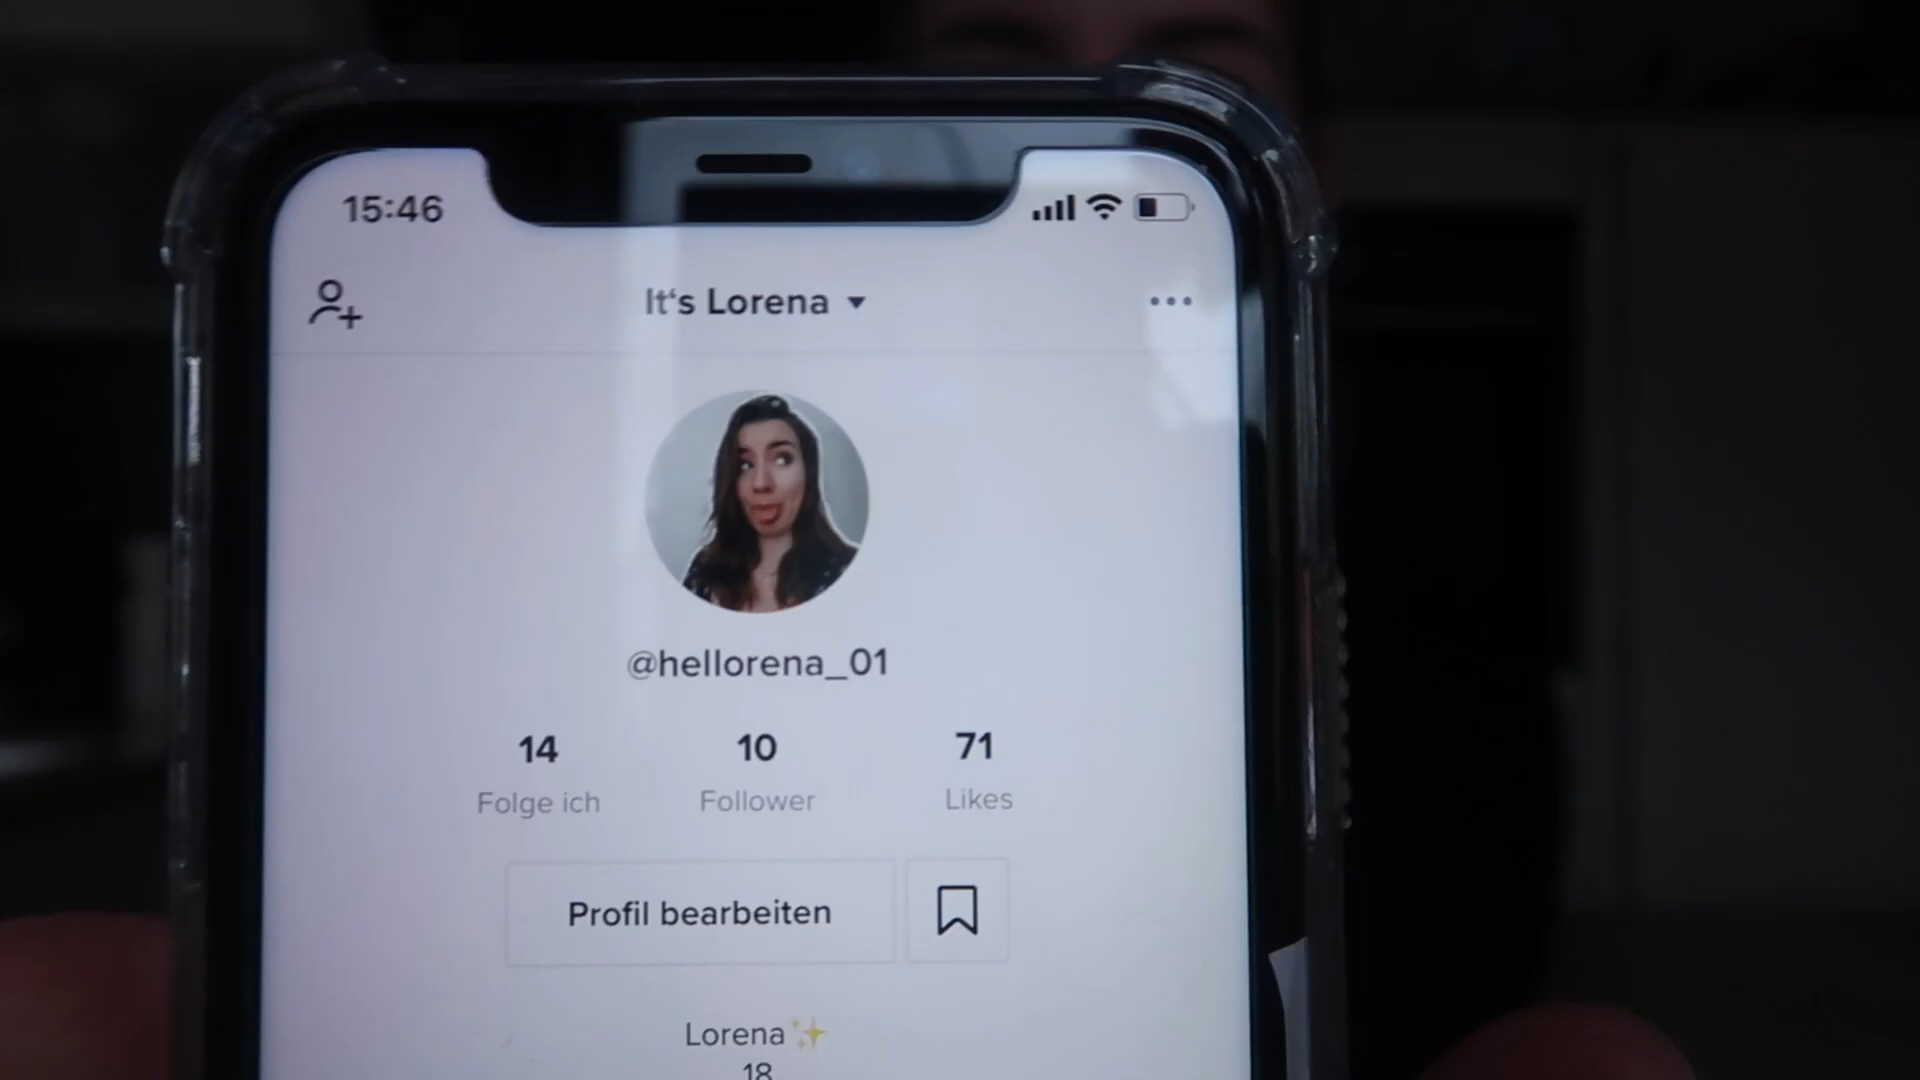 15:46
It's Lorena
@hellorena_01
14 10 71
Folge ich Follower Likes
Profil bearbeiten
Lorena✨
18